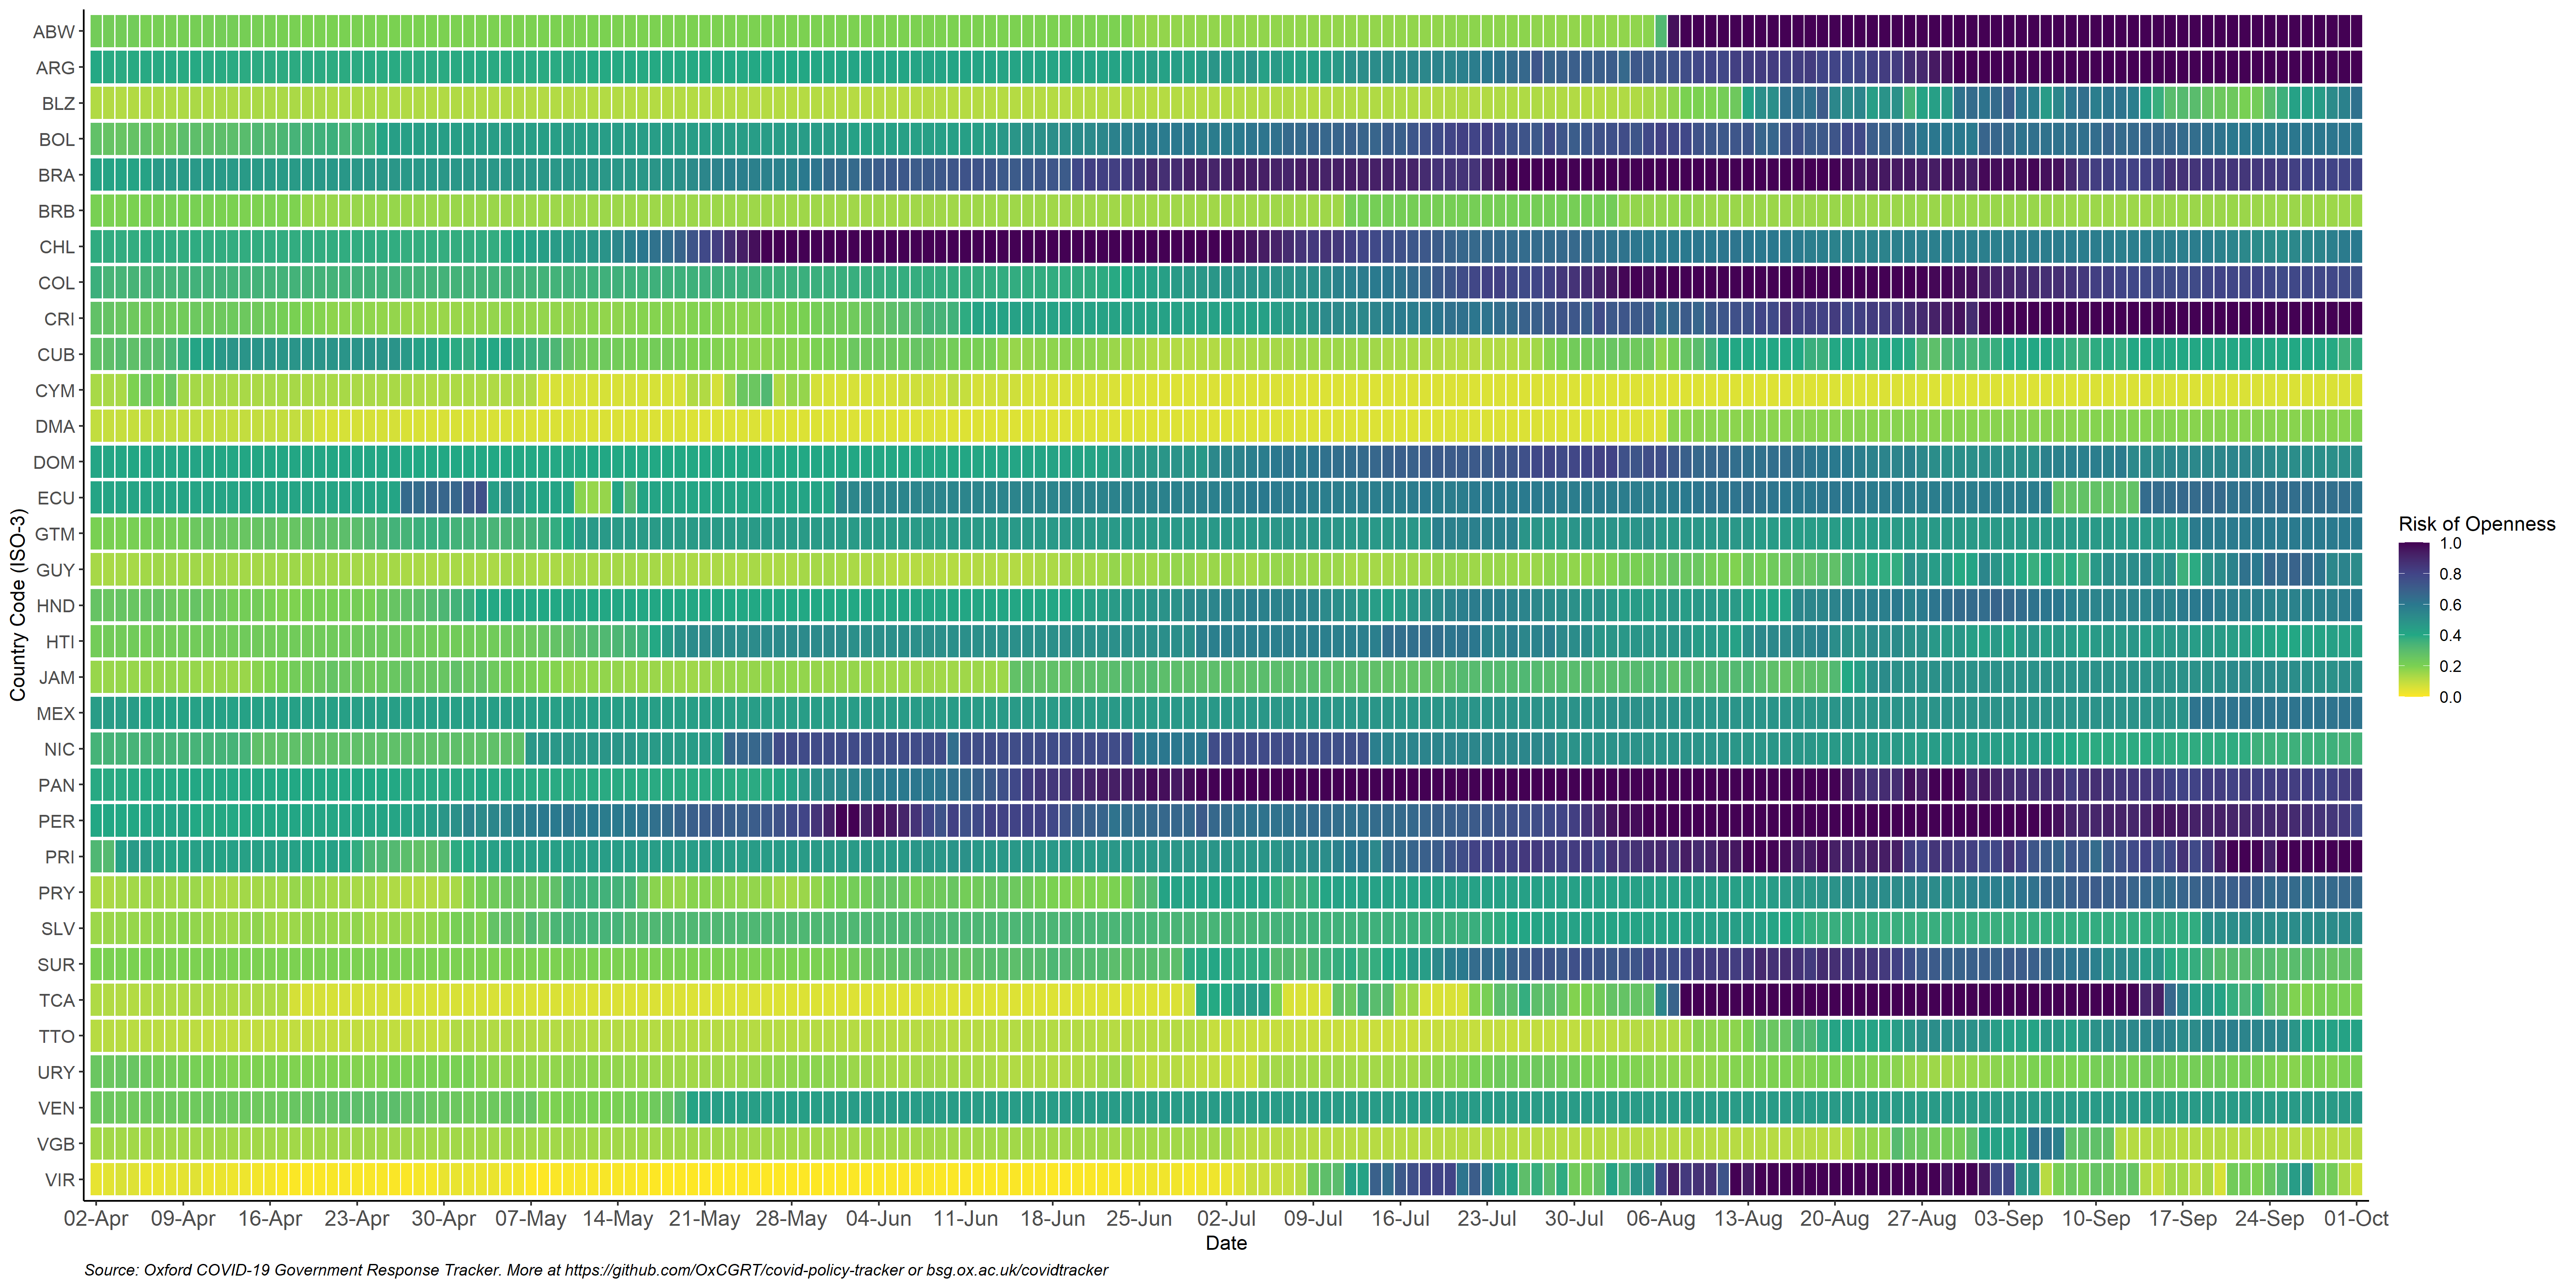 ABW
ARG
BLZ
BOL
BRA
BRB
CHL
COL
CRI
CUB
CYM
DMA
DOM
ECU
GTM
GUY
HND
HTI
JAM
MEX
NIC
PAN
PER
PRI
PRY
SLV
SUR
TCA
TTO
URY
VEN
VGB
VIR
Country Code (ISO-3)
02-Apr 09-Apr 16-Apr 23-Apr 30-Apr 07-May 14-May 21-May 28-May 04-Jun 11-Jun 18-Jun 25-Jun 02-Jul 09-Jul 16-Jul 23-Jul 30-Jul 06-Aug 13-Aug 20-Aug 27-Aug 03-Sep 10-Sep 17-Sep 24-Sep 01-Oct
Date
Risk of Openness
1.0
0.8
0.6
0.4
0.2
0.0
Source: Oxford COVID-19 Government Response Tracker. More at https://github.com/OxCGRT/covid-policy-tracker or bsg.ox.ac.uk/covidtracker